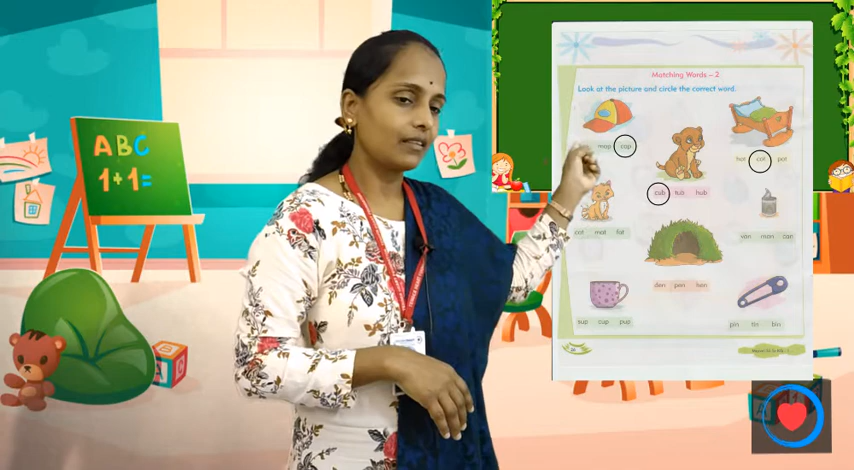 ABC
1+1=
Matching Words - 2
Look at the picture and circle the correct word.
map cap
hot cot pot
cub tub hub
cat mat fat
van man can
den pen hen
sup cup pup
pin tin bin
A